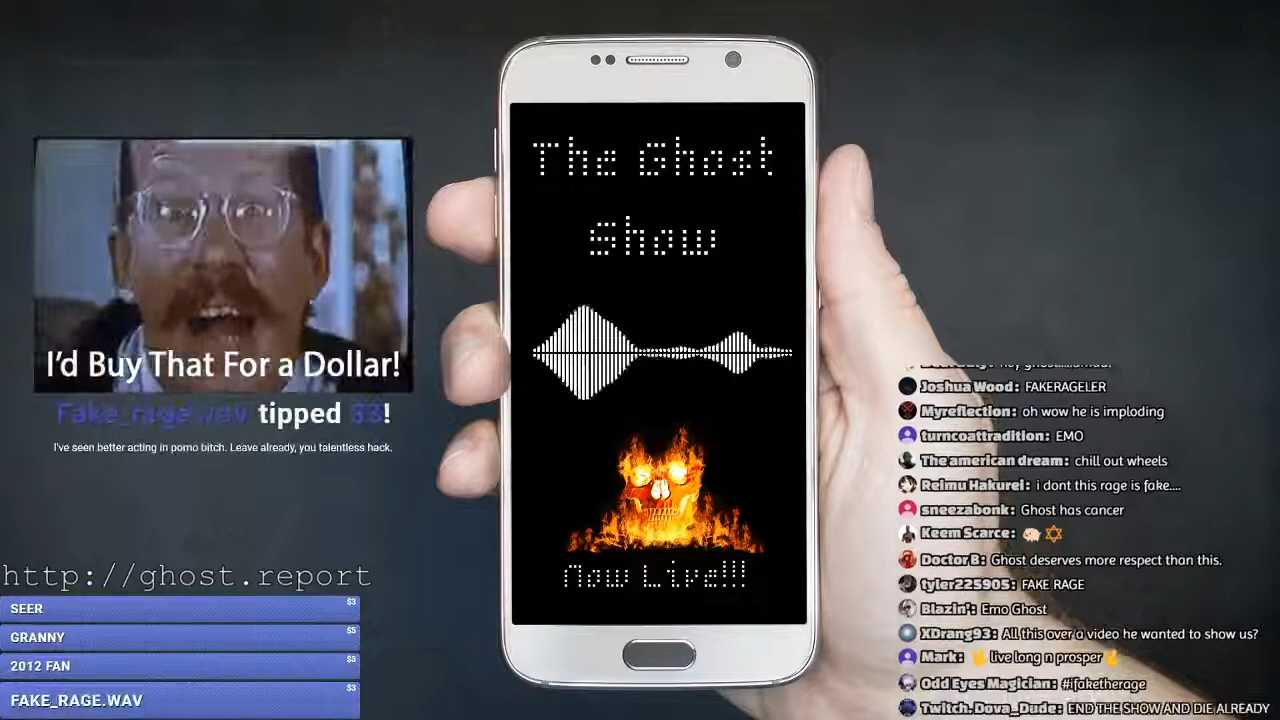 The Ghost
Show
Now Live!!!
I'd Buy That For a Dollar!
tipped $3!
I've seen better acting in porno bitch. Leave already, you talentless hack.
http://ghost.report
SEER $3
GRANNY $5
2012 FAN $3
FAKE_RAGE.WAV $3
Joshua Wood: FAKERAGELER
Myreflection: oh wow he is imploding
turncoattradition: EMO
The american dream: chill out wheels
Reimu Hakurei: i dont this rage is fake....
sneezabonk: Ghost has cancer
Keem Scarce: 🐷 🔯
Doctor B: Ghost deserves more respect than this.
tyler225905: FAKE RAGE
Blazin': Emo Ghost
XDrang93: All this over a video he wanted to show us?
Mark: 🖖live long n prosper🖖
Odd Eyes Magician: #ifaketherage
Twitch.Dova_Dude: END THE SHOW AND DIE ALREADY